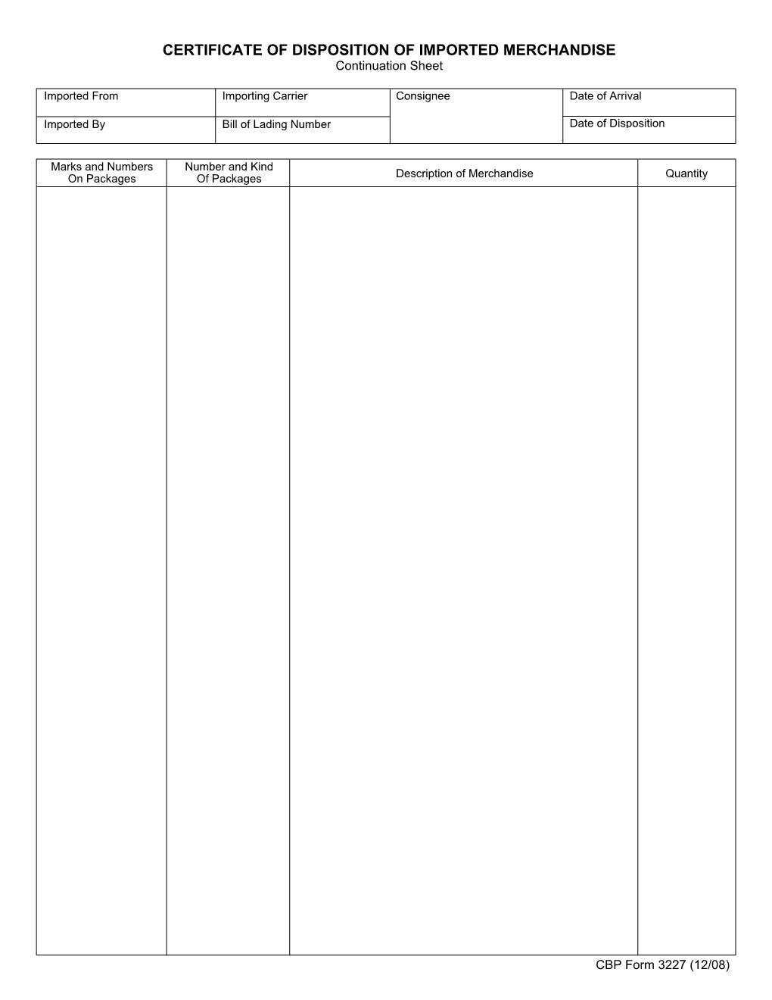 CERTIFICATE OF DISPOSITION OF IMPORTED MERCHANDISE
Continuation Sheet
Imported From
Importing Carrier
Consignee
Date of Arrival
Imported By
Bill of Lading Number
Date of Disposition
Marks and Numbers
On Packages
Number and Kind
Of Packages
Description of Merchandise
Quantity
CBP Form 3227 (12/08)